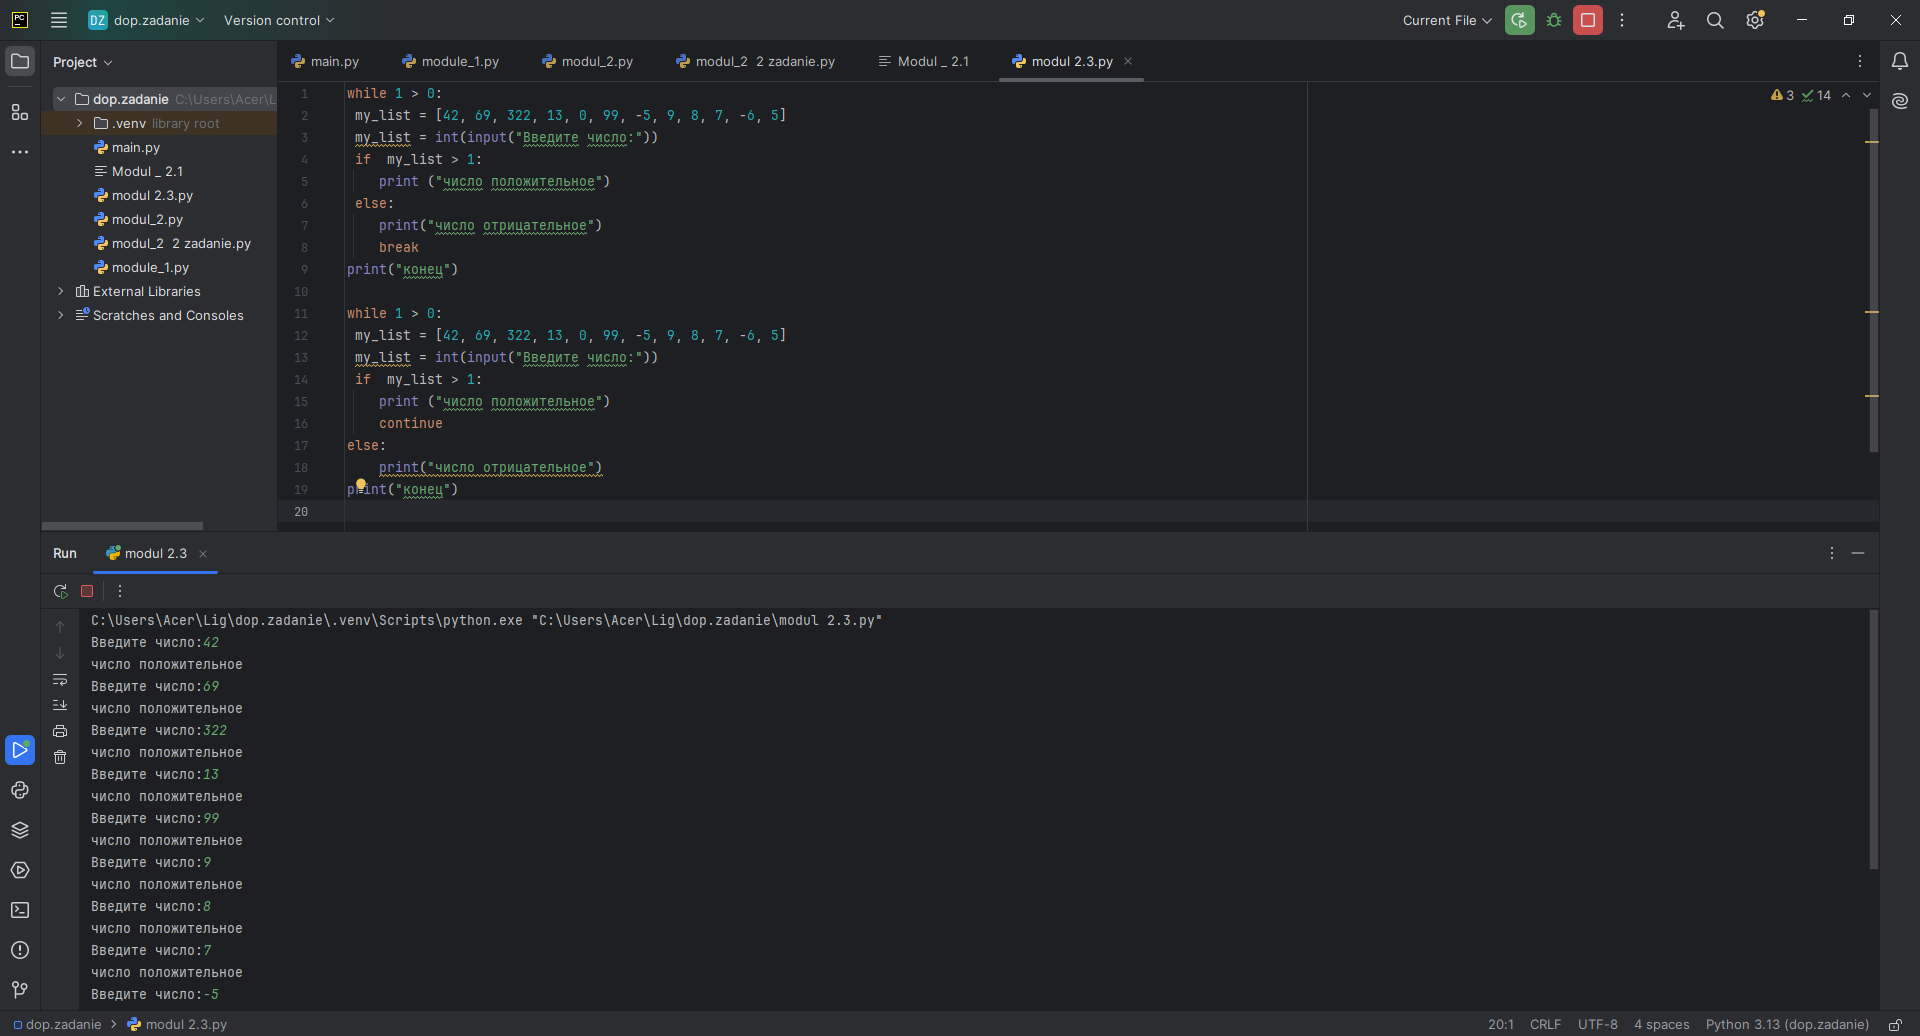 DZ dop.zadanie Version control Current File
Project
main.py module_1.py modul_2.py modul_2 2 zadanie.py Modul _ 2.1 modul 2.3.py
dop.zadanie C:\Users\Acer\L
.venv library root
main.py
Modul _ 2.1
modul 2.3.py
modul_2.py
modul_2 2 zadanie.py
module_1.py
External Libraries
Scratches and Consoles
3 14
1 while 1 > 0:
2 my_list = [42, 69, 322, 13, 0, 99, -5, 9, 8, 7, -6, 5]
3 my_list = int(input("Введите число:"))
4 if  my_list > 1:
5 print ("число положительное")
6 else:
7 print("число отрицательное")
8 break
9 print("конец")
10
11 while 1 > 0:
12 my_list = [42, 69, 322, 13, 0, 99, -5, 9, 8, 7, -6, 5]
13 my_list = int(input("Введите число:"))
14 if  my_list > 1:
15 print ("число положительное")
16 continue
17 else:
18 print("число отрицательное")
19 print("конец")
20
Run modul 2.3
C:\Users\Acer\Lig\dop.zadanie\.venv\Scripts\python.exe "C:\Users\Acer\Lig\dop.zadanie\modul 2.3.py"
Введите число:42
число положительное
Введите число:69
число положительное
Введите число:322
число положительное
Введите число:13
число положительное
Введите число:99
число положительное
Введите число:9
число положительное
Введите число:8
число положительное
Введите число:7
число положительное
Введите число:-5
dop.zadanie > modul 2.3.py 20:1 CRLF UTF-8 4 spaces Python 3.13 (dop.zadanie)